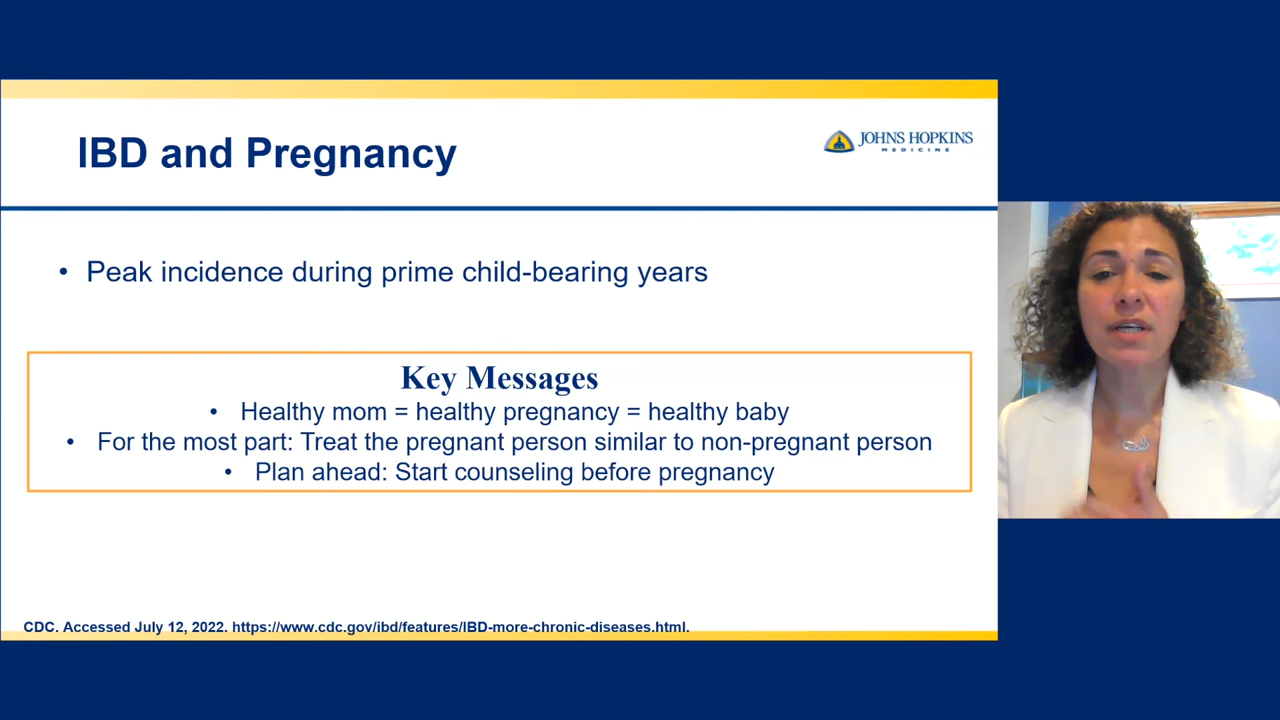 IBD and Pregnancy
JOHNS HOPKINS
MEDICINE
• Peak incidence during prime child-bearing years
Key Messages
• Healthy mom = healthy pregnancy = healthy baby
• For the most part: Treat the pregnant person similar to non-pregnant person
• Plan ahead: Start counseling before pregnancy
CDC. Accessed July 12, 2022. https://www.cdc.gov/ibd/features/IBD-more-chronic-diseases.html.